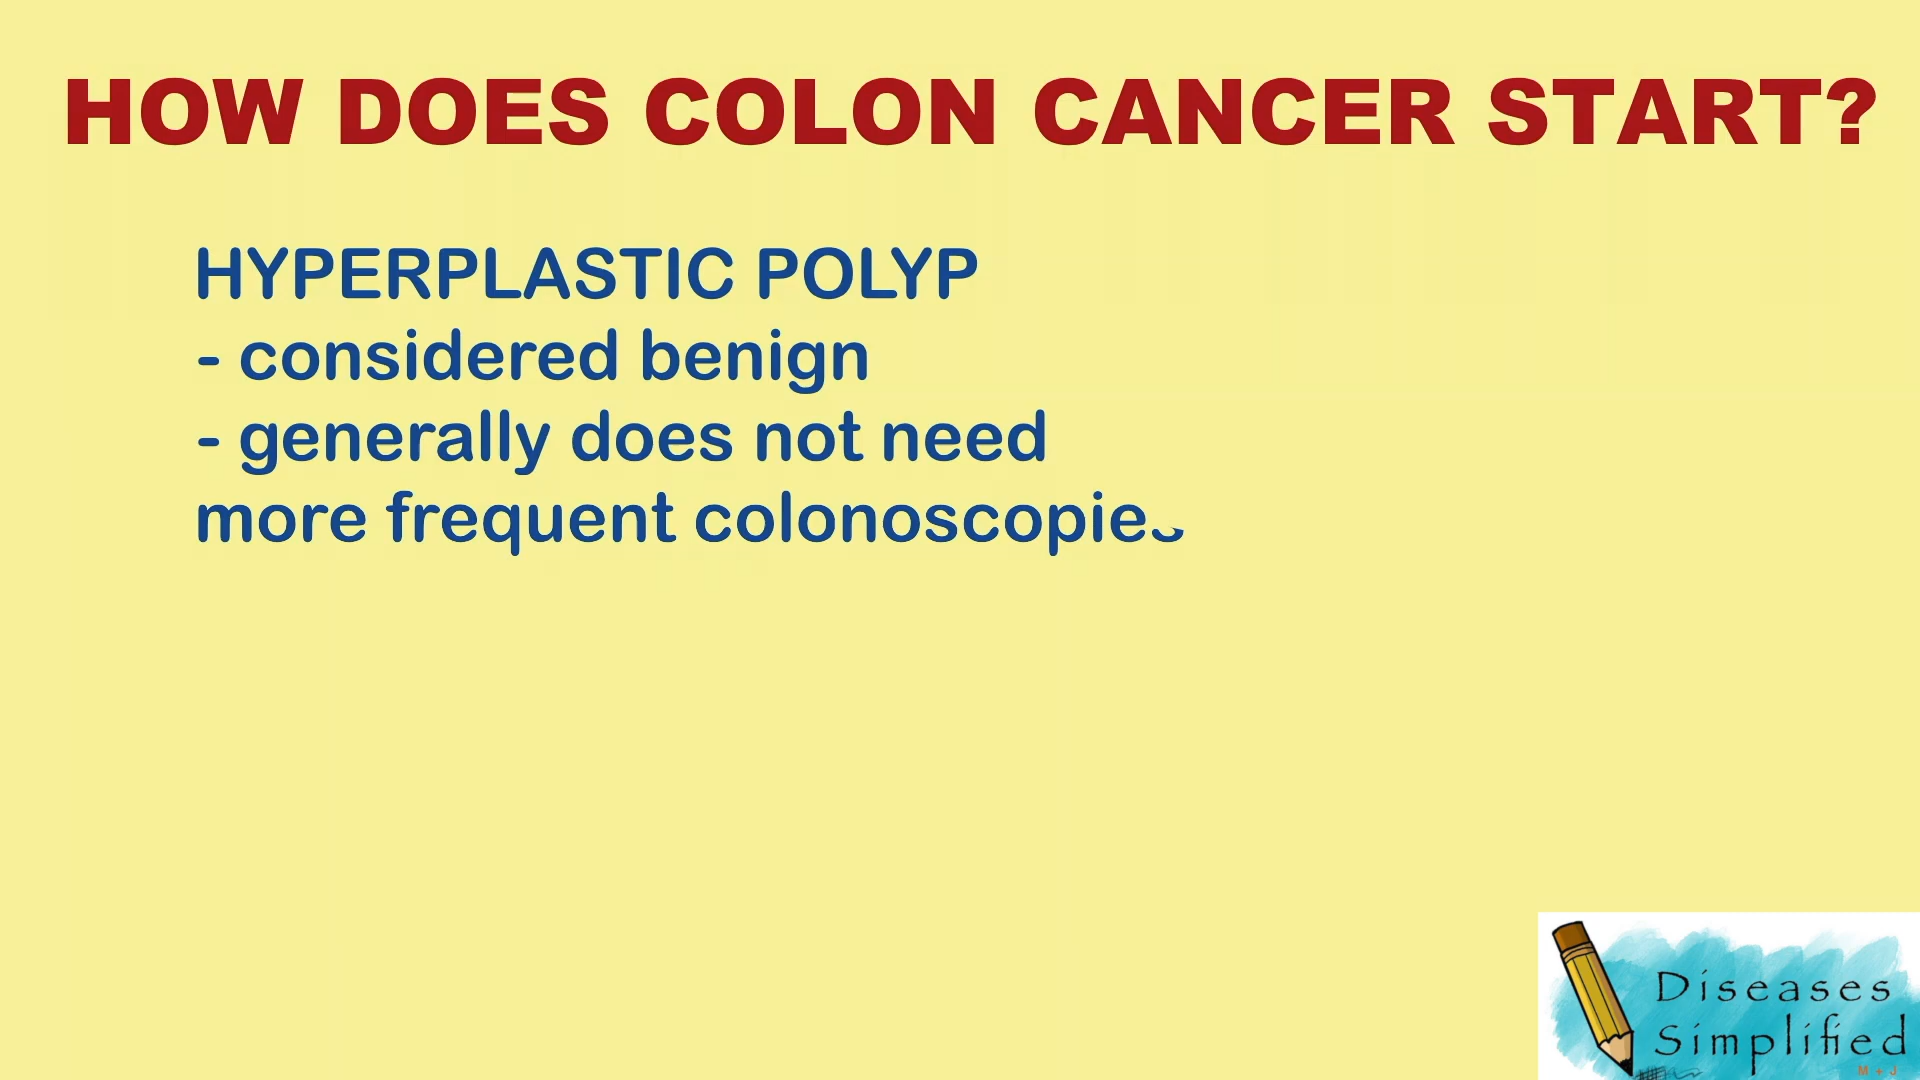 HOW DOES COLON CANCER START?
HYPERPLASTIC POLYP
- considered benign
- generally does not need
more frequent colonoscopies
Diseases
Simplified
M + J